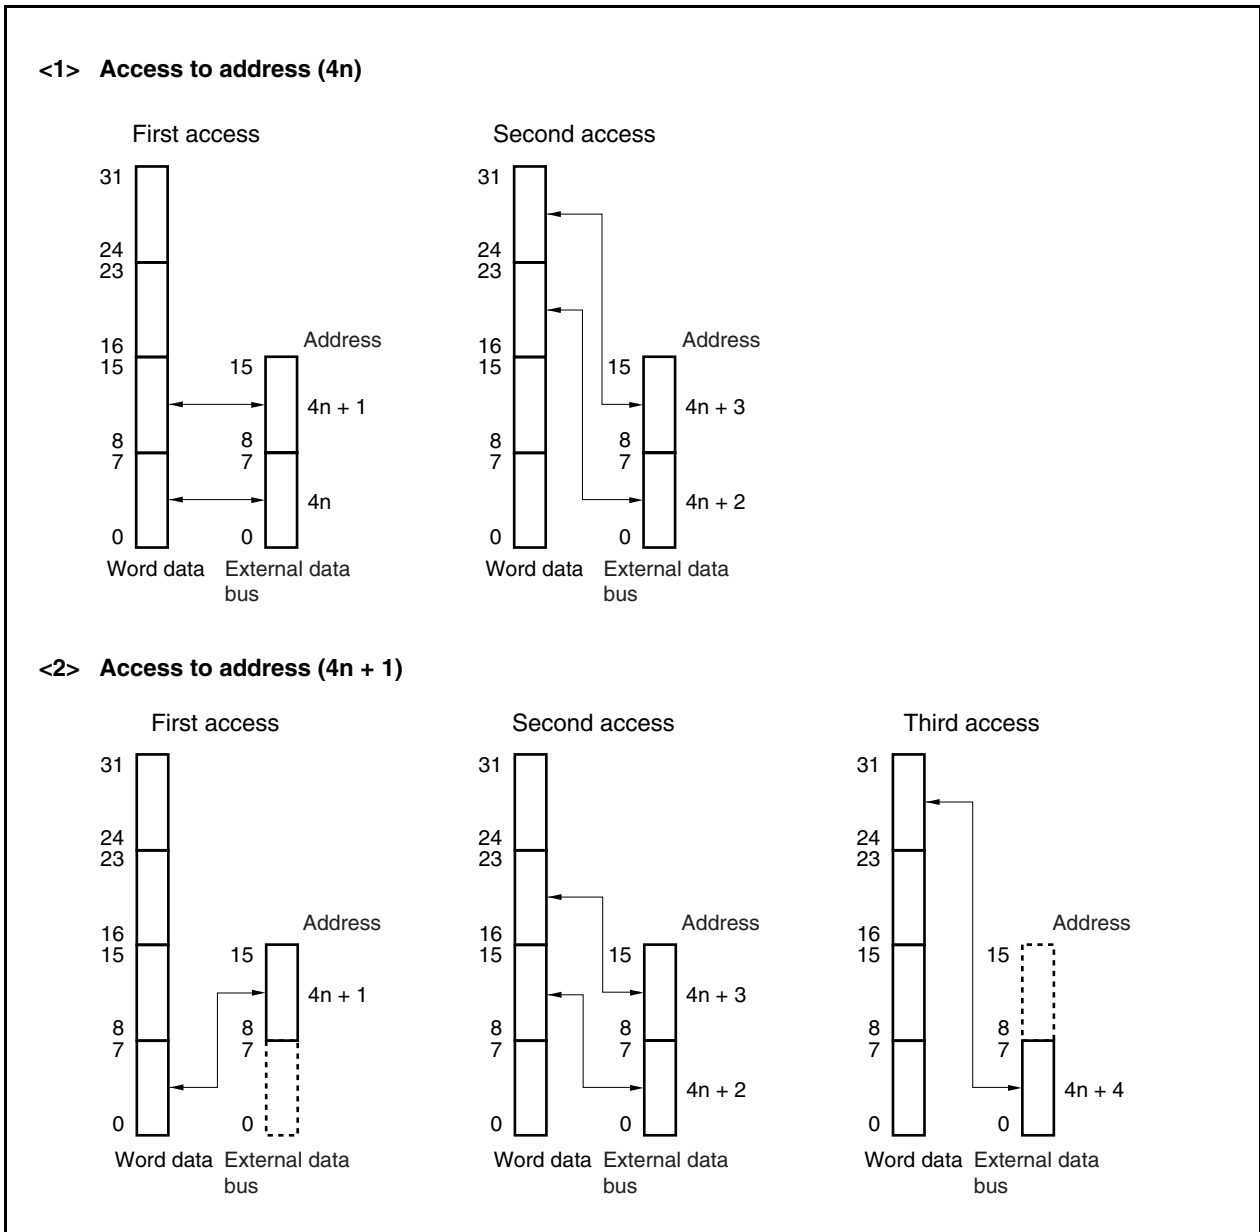 <1> Access to address (4n)
First access
31
24
23
16
15
8
7
0
Address
15
4n + 1
8
7
4n
0
Word data
External data
bus
Second access
31
24
23
16
15
8
7
0
Address
15
4n + 3
8
7
4n + 2
0
Word data
External data
bus
<2> Access to address (4n + 1)
First access
31
24
23
16
15
8
7
0
Address
15
4n + 1
8
7
0
Word data
External data
bus
Second access
31
24
23
16
15
8
7
0
Address
15
4n + 3
8
7
4n + 2
0
Word data
External data
bus
Third access
31
24
23
16
15
8
7
0
Address
15
8
7
4n + 4
0
Word data
External data
bus